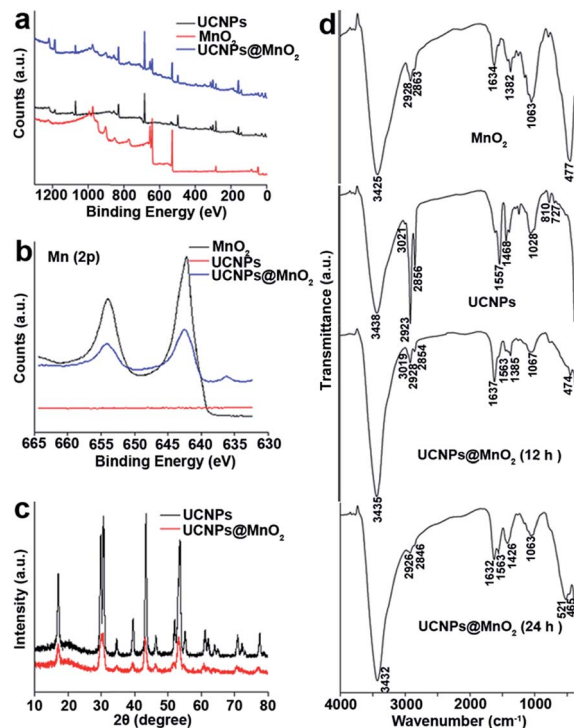 a
UCNPs
MnO2
UCNPs@MnO2
Counts (a.u.)
1200 1000 800 600 400 200 0
Binding Energy (eV)
b
Mn (2p)
MnO2
UCNPs
UCNPs@MnO2
Counts (a.u.)
665 655 650 645 640 635 630
Binding Energy (eV)
c
UCNPs
UCNPs@MnO2
Intensity (a.u.)
10 20 30 40 50 60 70 80
2θ (degree)
d
Transmittance (a.u.)
3425
2928
2863
1634
1382
1063
477
MnO2
3438
3021
2923
2856
1557
1468
1028
810
727
UCNPs
3435
3019
2928
2854
1637
1563
1385
1067
474
UCNPs@MnO2 (12 h )
3432
2926
2846
1632
1563
1426
1063
521
465
UCNPs@MnO2 (24 h )
4000 3000 2000 1000
Wavenumber (cm-1)